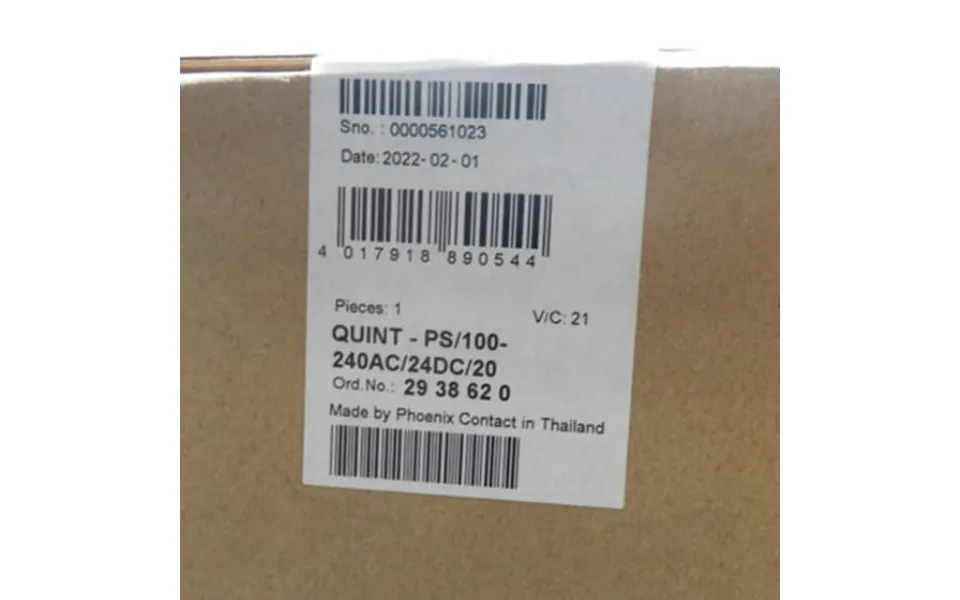 Sno. : 0000561023
Date: 2022-02-01
4 017918 890544
Pieces: 1
V/C: 21
QUINT - PS/100-
240AC/24DC/20
Ord.No.: 29 38 62 0
Made by Phoenix Contact in Thailand